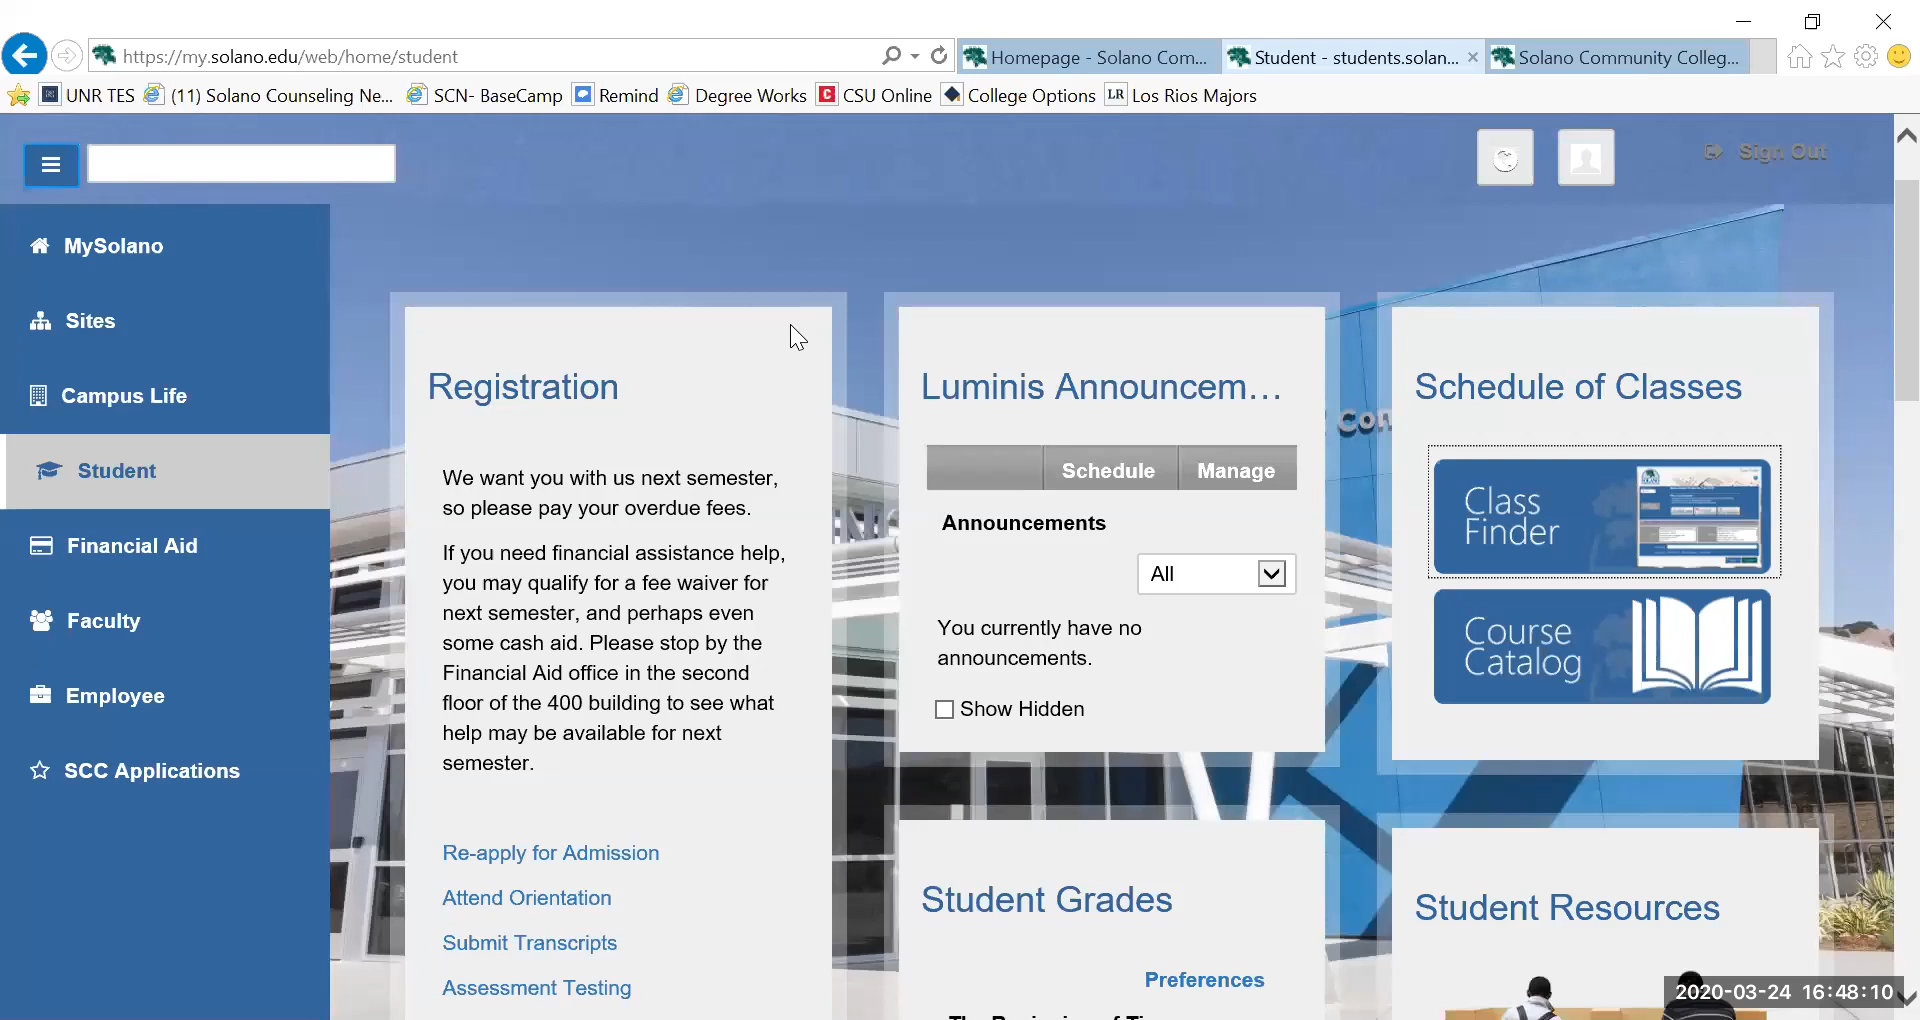 https://my.solano.edu/web/home/student
Homepage - Solano Com...
Student - students.solan...
Solano Community Colleg...
UNR TES
(11) Solano Counseling Ne...
SCN- BaseCamp
Remind
Degree Works
CSU Online
College Options
LR Los Rios Majors
Sign Out
MySolano
Sites
Campus Life
Student
Financial Aid
Faculty
Employee
SCC Applications
Registration
We want you with us next semester,
so please pay your overdue fees.
If you need financial assistance help,
you may qualify for a fee waiver for
next semester, and perhaps even
some cash aid. Please stop by the
Financial Aid office in the second
floor of the 400 building to see what
help may be available for next
semester.
Re-apply for Admission
Attend Orientation
Submit Transcripts
Assessment Testing
Luminis Announcem...
Schedule
Manage
Announcements
All
You currently have no
announcements.
Show Hidden
Student Grades
Preferences
Con
Schedule of Classes
Class
Finder
Course
Catalog
Student Resources
2020-03-24 16:48:10